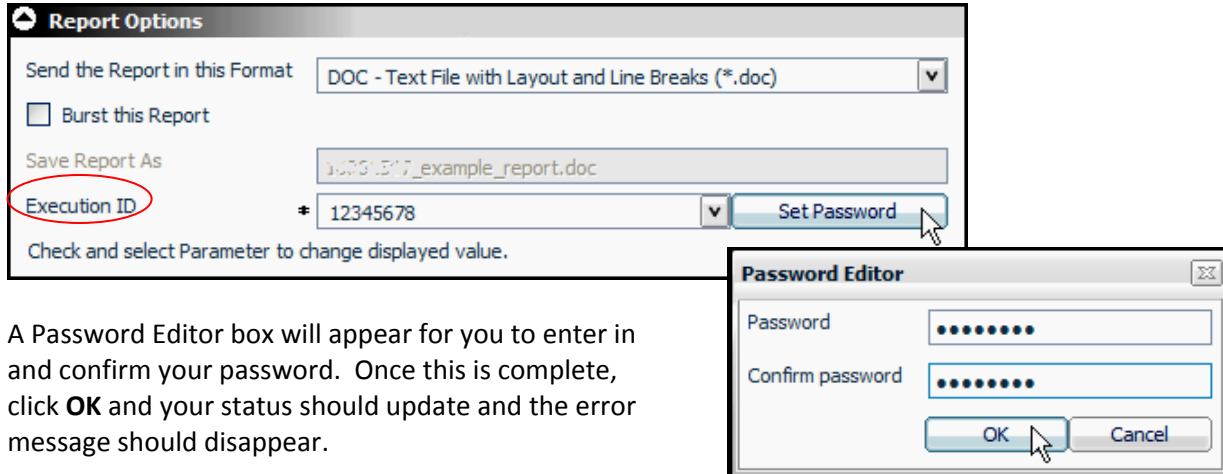 Report Options
Send the Report in this Format
DOC - Text File with Layout and Line Breaks (*.doc)
Burst this Report
Save Report As
_example_report.doc
Execution ID * 12345678 Set Password
Check and select Parameter to change displayed value.
Password Editor
Password ••••••••
Confirm password ••••••••
OK Cancel
A Password Editor box will appear for you to enter in
and confirm your password.  Once this is complete,
click OK and your status should update and the error
message should disappear.